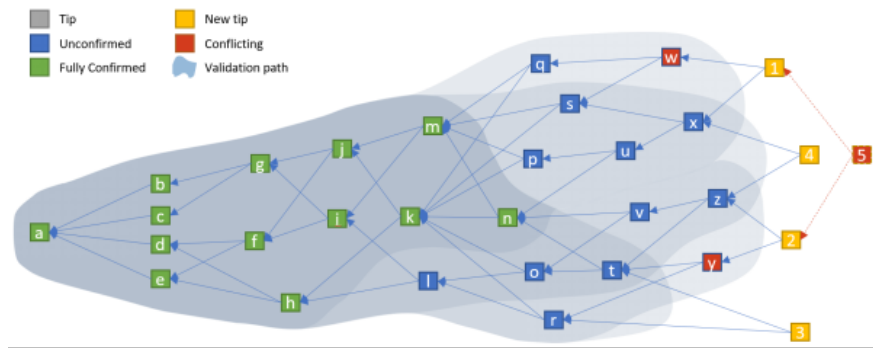 Tip New tip
Unconfirmed Conflicting
Fully Confirmed Validation path
q w 1
s
m x
j p u 4 5
g
b
c i k n v z
a d f 2
e l o t y
h
r 3